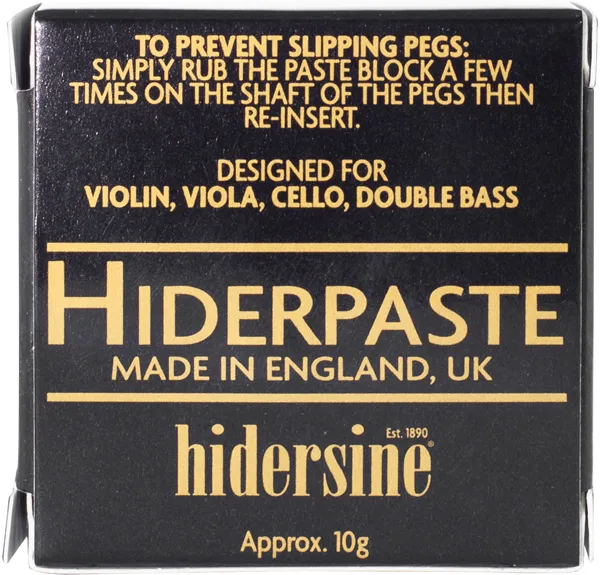 TO PREVENT SLIPPING PEGS:
SIMPLY RUB THE PASTE BLOCK A FEW
TIMES ON THE SHAFT OF THE PEGS THEN
RE-INSERT.
DESIGNED FOR
VIOLIN, VIOLA, CELLO, DOUBLE BASS
HIDERPASTE
MADE IN ENGLAND, UK
Est. 1890
hidersine®
Approx. 10g